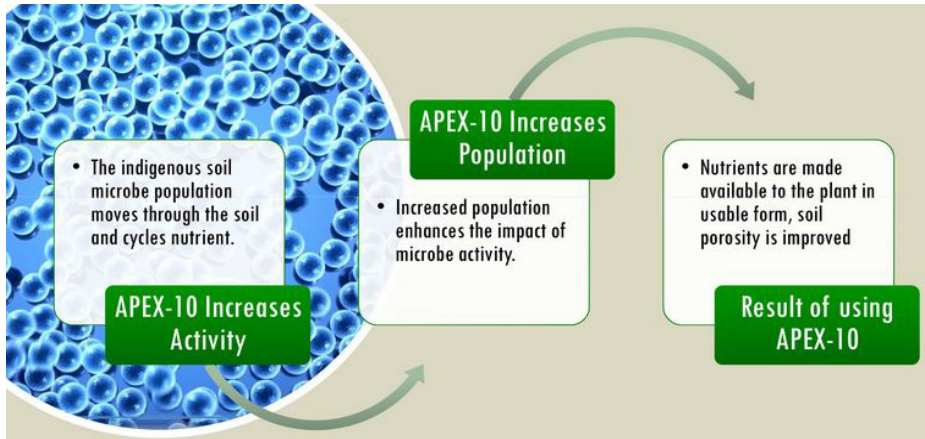 • The indigenous soil
microbe population
moves through the soil
and cycles nutrient.
APEX-10 Increases
Activity
APEX-10 Increases
Population
• Increased population
enhances the impact of
microbe activity.
• Nutrients are made
available to the plant in
usable form, soil
porosity is improved
Result of using
APEX-10